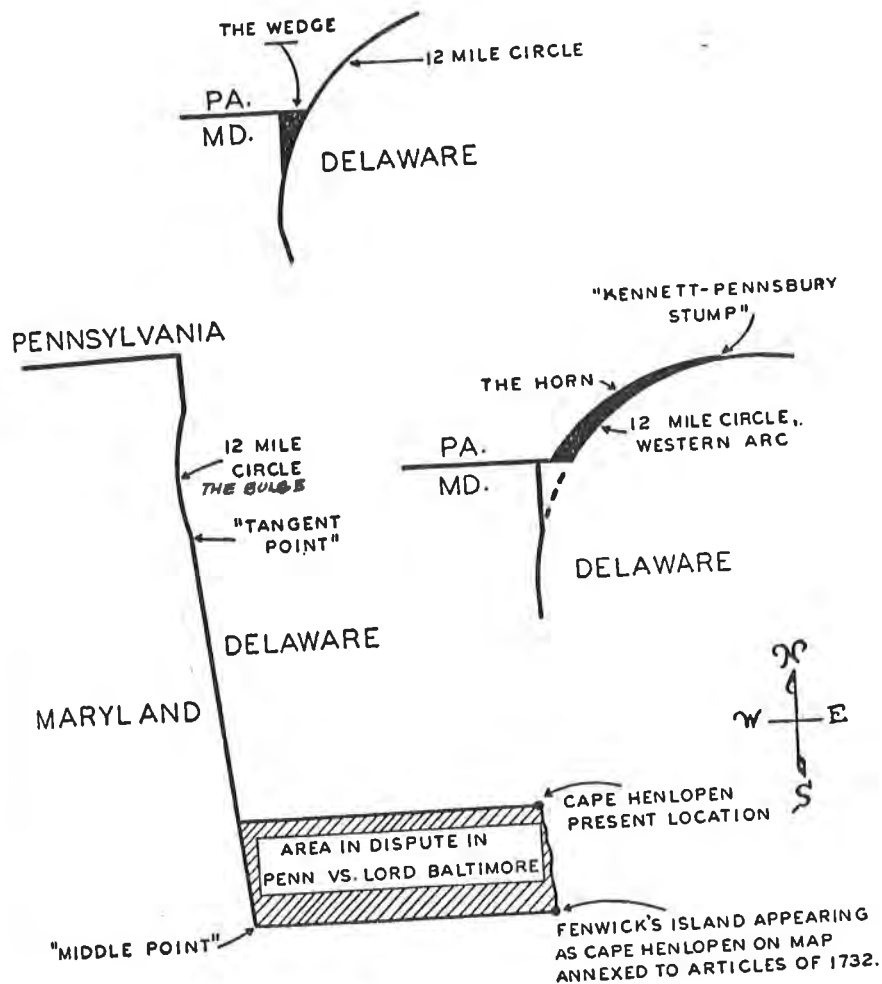 THE WEDGE
12 MILE CIRCLE
PA.
MD.
DELAWARE
"KENNETT-PENNSBURY
STUMP"
PENNSYLVANIA
THE HORN
12 MILE CIRCLE,.
WESTERN ARC
PA.
MD.
12 MILE
CIRCLE
THE BULGE
"TANGENT
POINT"
DELAWARE
DELAWARE
MARYLAND
N
W
E
S
CAPE HENLOPEN
PRESENT LOCATION
AREA IN DISPUTE IN
PENN VS. LORD BALTIMORE
"MIDDLE POINT"
FENWICK'S ISLAND APPEARING
AS CAPE HENLOPEN ON MAP
ANNEXED TO ARTICLES OF 1732.